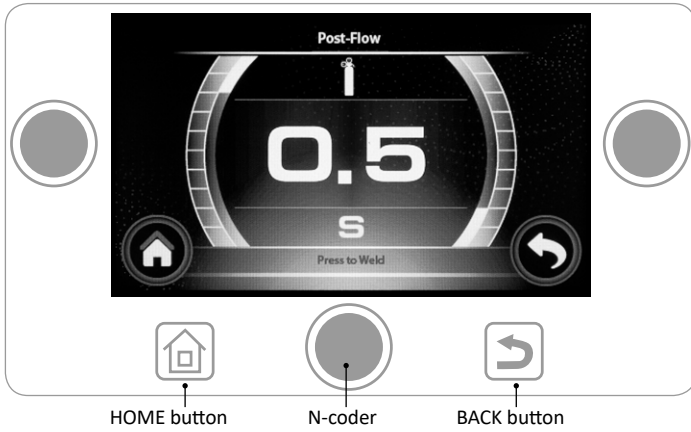 Post-Flow
0.5
S
Press to Weld
HOME button
N-coder
BACK button